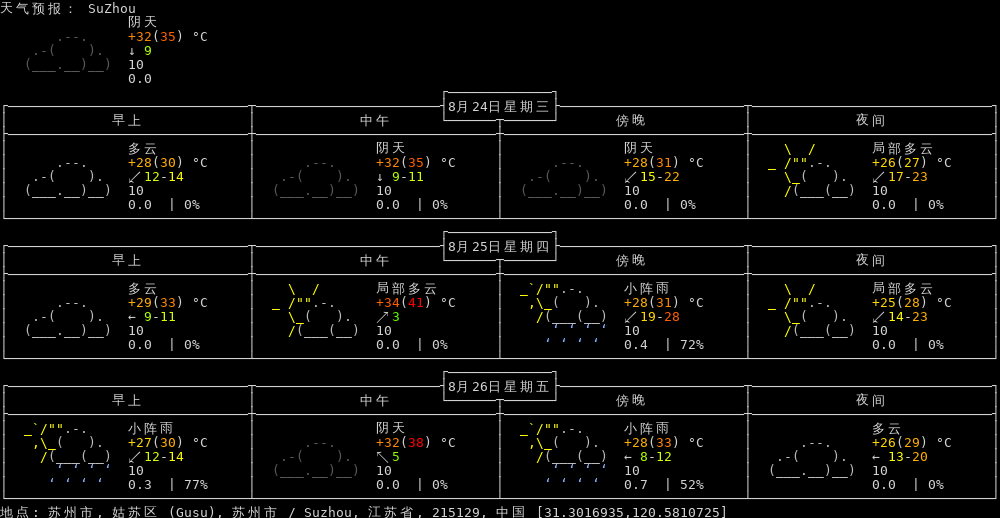 天气预报: SuZhou
阴天
+32(35) °C
↓ 9
10
0.0
8月24日星期三
早上 中午 傍晚 夜间
多云 阴天 阴天 局部多云
+28(30) °C +32(35) °C +28(31) °C +26(27) °C
↙ 12-14 ↓ 9-11 ↙ 15-22 ↙ 17-23
10 10 10 10
0.0 | 0% 0.0 | 0% 0.0 | 0% 0.0 | 0%
8月25日星期四
早上 中午 傍晚 夜间
多云 局部多云 小阵雨 局部多云
+29(33) °C +34(41) °C +28(31) °C +25(28) °C
← 9-11 ↗ 3 ↙ 19-28 ↙ 14-23
10 10 10 10
0.0 | 0% 0.0 | 0% 0.4 | 72% 0.0 | 0%
8月26日星期五
早上 中午 傍晚 夜间
小阵雨 阴天 小阵雨 多云
+27(30) °C +32(38) °C +28(33) °C +26(29) °C
↙ 12-14 ↖ 5 ← 8-12 ← 13-20
10 10 10 10
0.3 | 77% 0.0 | 0% 0.7 | 52% 0.0 | 0%
地点: 苏州市, 姑苏区 (Gusu), 苏州市 / Suzhou, 江苏省, 215129, 中国 [31.3016935,120.5810725]